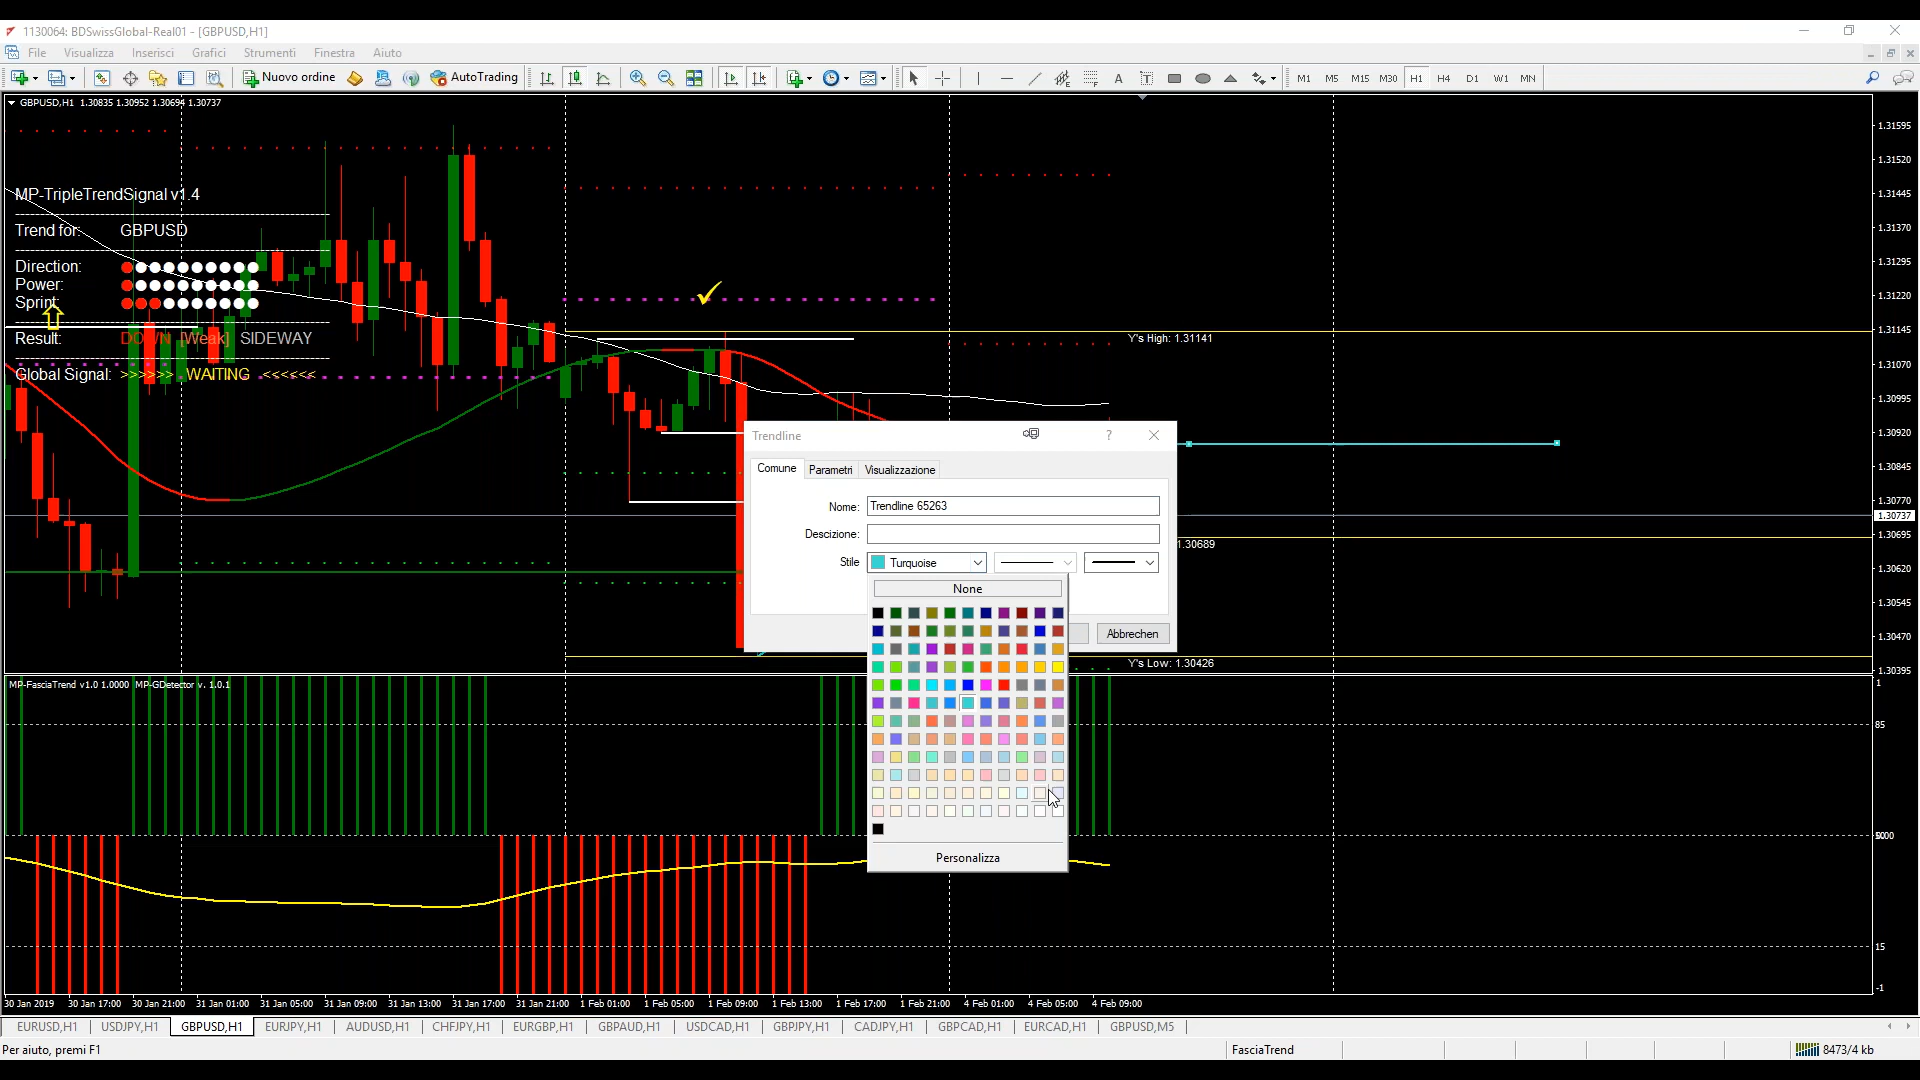 1130064: BDSwissGlobal-Real01 - [GBPUSD,H1]
File Visualizza Inserisci Grafici Strumenti Finestra Aiuto
Nuovo ordine AutoTrading A T M1 M5 M15 M30 H1 H4 D1 W1 MN
GBPUSD,H1 1.30835 1.30952 1.30694 1.30737
MP-TripleTrendSignal v1.4
Trend for: GBPUSD
Direction:
Power:
Sprint:
Result: DOWN [Weak] SIDEWAY
Global Signal: >>>>>> WAITING <<<<<<
Y's High: 1.31141
1.30689
Y's Low: 1.30426
1.31595
1.31520
1.31445
1.31370
1.31295
1.31220
1.31145
1.31070
1.30995
1.30920
1.30845
1.30770
1.30737
1.30695
1.30620
1.30545
1.30470
1.30395
Trendline ?
Comune Parametri Visualizzazione
Nome: Trendline 65263
Descizione:
Stile Turquoise
None
Abbrechen
Personalizza
MP-FasciaTrend v1.0 1.0000 MP-GDetector v. 1.0.1
1
85
15
-1
30 Jan 2019 30 Jan 17:00 30 Jan 21:00 31 Jan 01:00 31 Jan 05:00 31 Jan 09:00 31 Jan 13:00 31 Jan 17:00 31 Jan 21:00 1 Feb 01:00 1 Feb 05:00 1 Feb 09:00 1 Feb 13:00 1 Feb 17:00 1 Feb 21:00 4 Feb 01:00 4 Feb 05:00 4 Feb 09:00
EURUSD,H1 USDJPY,H1 GBPUSD,H1 EURJPY,H1 AUDUSD,H1 CHFJPY,H1 EURGBP,H1 GBPAUD,H1 USDCAD,H1 GBPJPY,H1 CADJPY,H1 GBPCAD,H1 EURCAD,H1 GBPUSD,M5
Per aiuto, premi F1 FasciaTrend 8473/4 kb